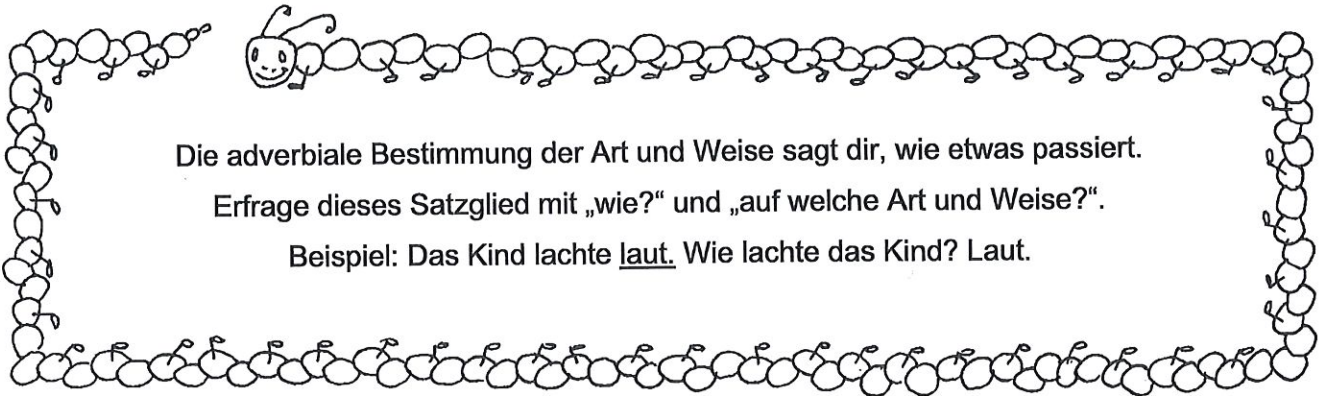 Die adverbiale Bestimmung der Art und Weise sagt dir, wie etwas passiert.
Erfrage dieses Satzglied mit „wie?“ und „auf welche Art und Weise?“.
Beispiel: Das Kind lachte laut. Wie lachte das Kind? Laut.